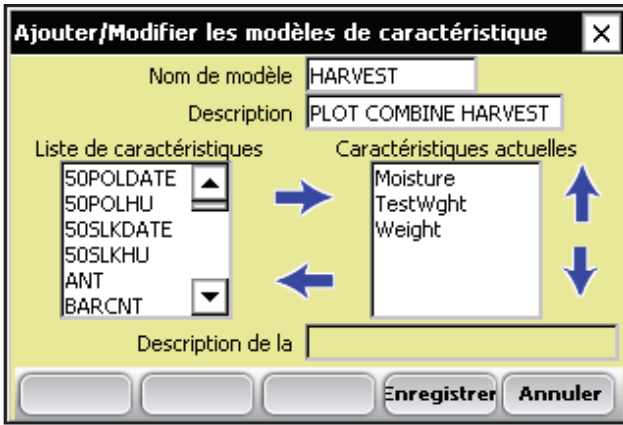 Ajouter/Modifier les modèles de caractéristique
Nom de modèle HARVEST
Description PLOT COMBINE HARVEST
Liste de caractéristiques
50POLDATE
50POLHU
50SLKDATE
50SLKHU
ANT
BARCNT
Caractéristiques actuelles
Moisture
TestWght
Weight
Description de la
Enregistrer Annuler